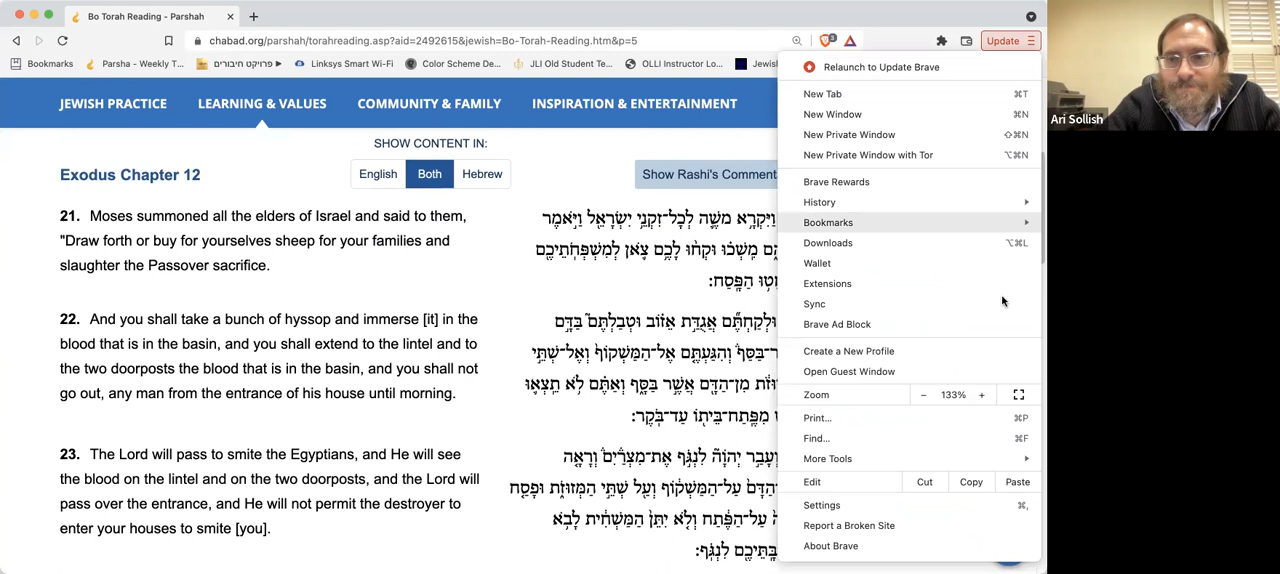 Bo Torah Reading - Parshah
chabad.org/parshah/torahreading.asp?aid=2492615&jewish=Bo-Torah-Reading.htm&p=5
3
Update
Bookmarks
Parsha - Weekly T...
פרויקט חיבורים
Linksys Smart Wi-Fi
Color Scheme De...
JLI Old Student Te...
OLLI Instructor Lo...
Jewish
JEWISH PRACTICE
LEARNING & VALUES
COMMUNITY & FAMILY
INSPIRATION & ENTERTAINMENT
SHOW CONTENT IN:
English Both Hebrew
Show Rashi's Comment
Exodus Chapter 12
21. Moses summoned all the elders of Israel and said to them,
"Draw forth or buy for yourselves sheep for your families and
slaughter the Passover sacrifice.
וַיִּקְרָ֥א משֶׁ֛ה לְכָל־זִקְנֵ֥י יִשְׂרָאֵ֖ל וַיֹּ֣אמֶר
מִֽשְׁכ֗וּ וּקְח֨וּ לָכֶ֥ם צֹ֛אן לְמִשְׁפְּחֹֽתֵיכֶ֖ם
הַפָּֽסַח:
22. And you shall take a bunch of hyssop and immerse [it] in the
blood that is in the basin, and you shall extend to the lintel and to
the two doorposts the blood that is in the basin, and you shall not
go out, any man from the entrance of his house until morning.
וּלְקַחְתֶּ֞ם אֲגֻדַּ֣ת אֵז֗וֹב וּטְבַלְתֶּם֘ בַּדָּ֣ם
בַּסַּף֒ וְהִגַּעְתֶּ֤ם אֶל־הַמַּשְׁקוֹף֙ וְאֶל־שְׁתֵּ֣י
מִן־הַדָּ֖ם אֲשֶׁ֣ר בַּסָּ֑ף וְאַתֶּ֗ם לֹ֥א תֵֽצְא֛וּ
מִפֶּֽתַח־בֵּית֖וֹ עַד־בֹּֽקֶר:
23. The Lord will pass to smite the Egyptians, and He will see
the blood on the lintel and on the two doorposts, and the Lord will
pass over the entrance, and He will not permit the destroyer to
enter your houses to smite [you].
וְעָבַ֣ר יְהֹוָה֘ לִנְגֹּ֣ף אֶת־מִצְרַ֒יִם֒ וְרָאָ֤ה
הַדָּם֙ עַל־הַמַּשְׁק֔וֹף וְעַ֖ל שְׁתֵּ֣י הַמְּזוּזֹ֑ת וּפָסַ֤ח
עַל־הַפֶּ֔תַח וְלֹ֤א יִתֵּן֙ הַמַּשְׁחִ֔ית לָבֹ֥א
בָּתֵּיכֶ֖ם לִנְגֹּֽף:
Relaunch to Update Brave
New Tab ⌘T
New Window ⌘N
New Private Window ⇧⌘N
New Private Window with Tor ⌥⌘N
Brave Rewards
History
Bookmarks
Downloads ⌥⌘L
Wallet
Extensions
Sync
Brave Ad Block
Create a New Profile
Open Guest Window
Zoom − 133% +
Print... ⌘P
Find... ⌘F
More Tools
Edit Cut Copy Paste
Settings ⌘,
Report a Broken Site
About Brave
Ari Sollish